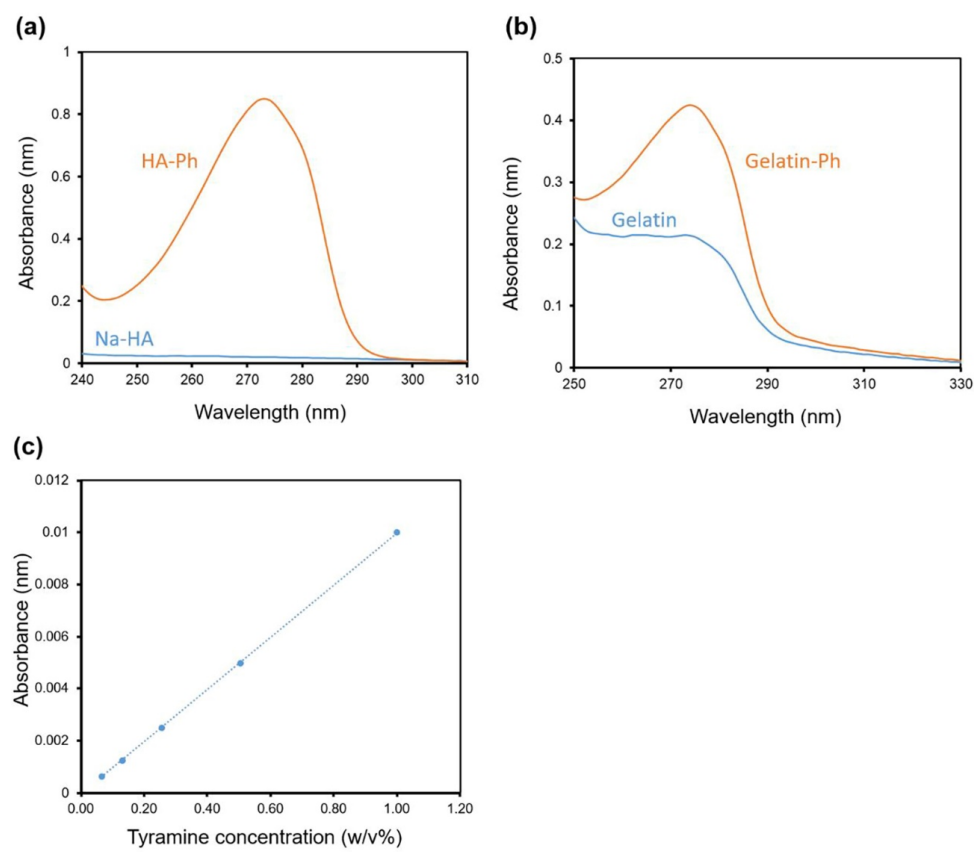 (a)
1
0.8
0.6
0.4
0.2
0
Absorbance (nm)
HA-Ph
Na-HA
240 250 260 270 280 290 300 310
Wavelength (nm)
(b)
0.5
0.4
0.3
0.2
0.1
0
Absorbance (nm)
Gelatin-Ph
Gelatin
250 270 290 310 330
Wavelength (nm)
(c)
0.012
0.01
0.008
0.006
0.004
0.002
0
Absorbance (nm)
0.00 0.20 0.40 0.60 0.80 1.00 1.20
Tyramine concentration (w/v%)